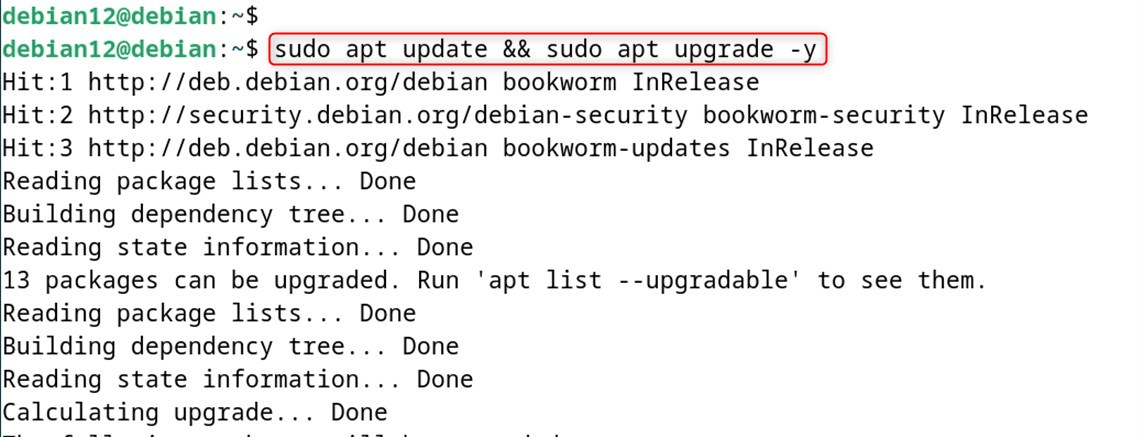 debian12@debian:~$
debian12@debian:~$ sudo apt update && sudo apt upgrade -y
Hit:1 http://deb.debian.org/debian bookworm InRelease
Hit:2 http://security.debian.org/debian-security bookworm-security InRelease
Hit:3 http://deb.debian.org/debian bookworm-updates InRelease
Reading package lists... Done
Building dependency tree... Done
Reading state information... Done
13 packages can be upgraded. Run 'apt list --upgradable' to see them.
Reading package lists... Done
Building dependency tree... Done
Reading state information... Done
Calculating upgrade... Done